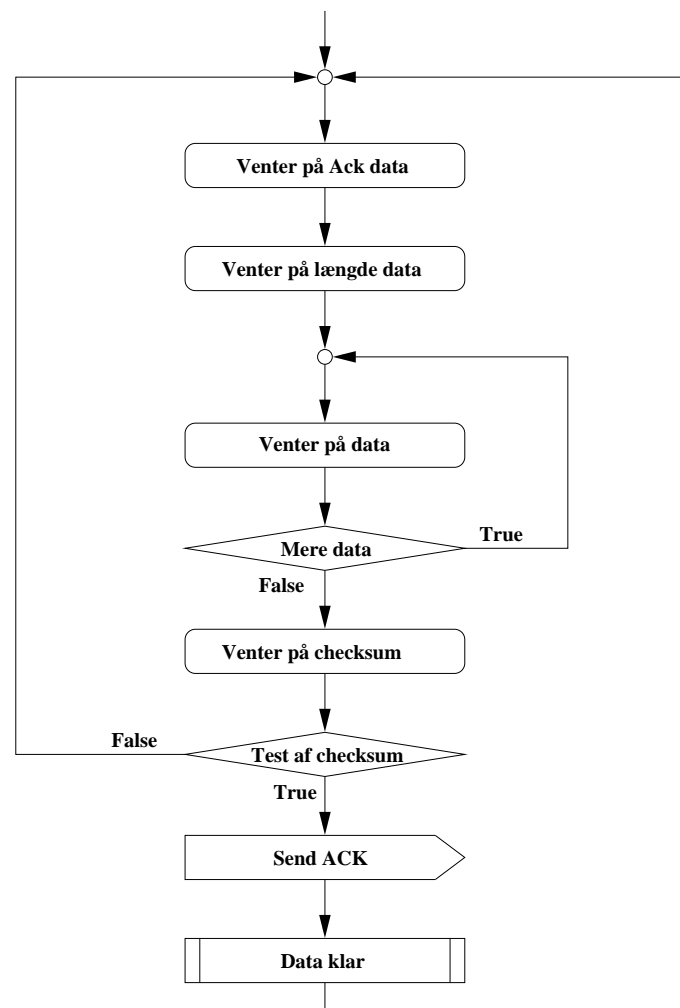 Venter på Ack data
Venter på længde data
Venter på data
Mere data
True
False
Venter på checksum
False
Test af checksum
True
Send ACK
Data klar